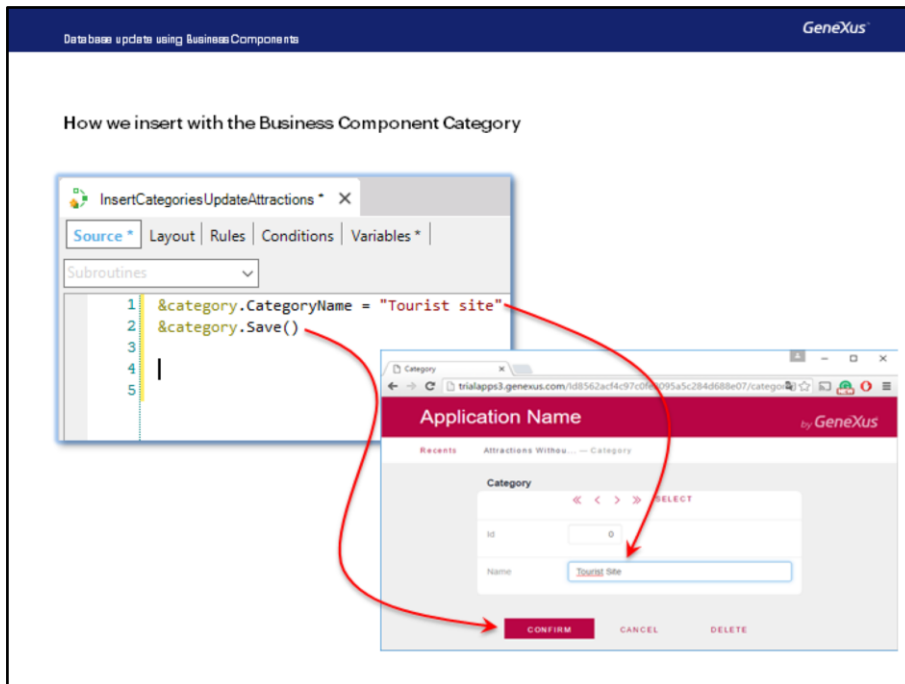 GeneXus
Database update using Business Components
How we insert with the Business Component Category
InsertCategoriesUpdateAttractions *
Source * Layout Rules Conditions Variables *
Subroutines
1 &category.CategoryName = "Tourist site"
2 &category.Save()
3
4
5
Category
Application Name
by GeneXus
Recents Attractions Withou... — Category
Category
SELECT
Id 0
Name Tourist Site
CONFIRM CANCEL DELETE